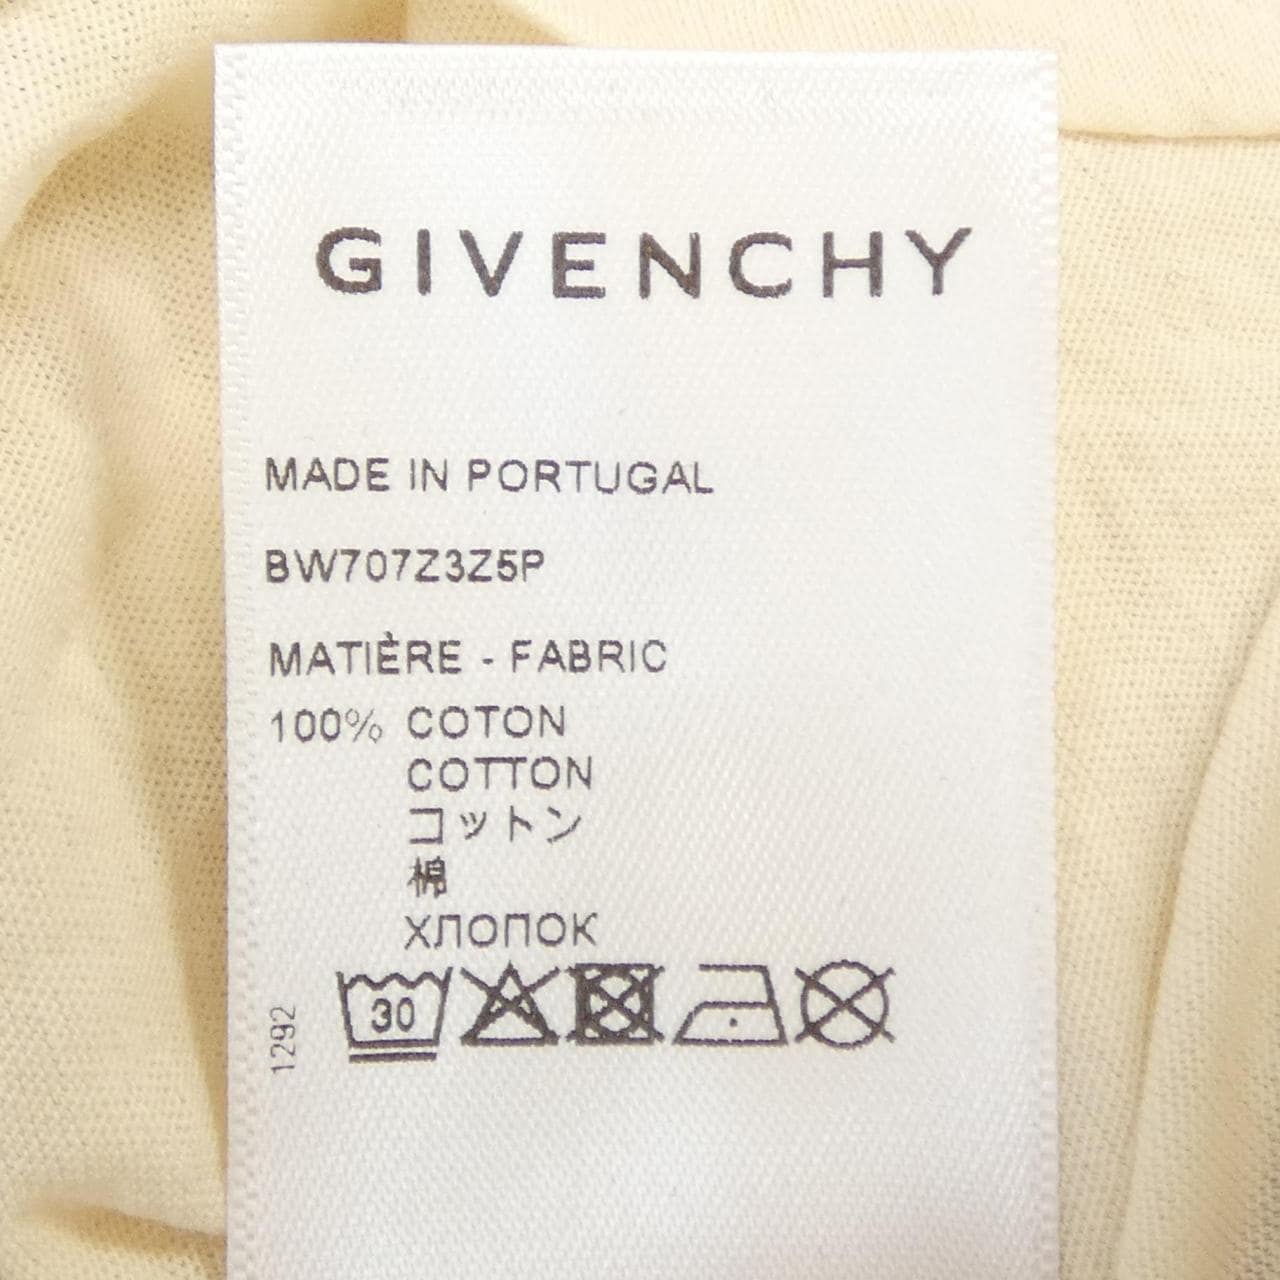 GIVENCHY
MADE IN PORTUGAL
BW707Z3Z5P
MATIÈRE - FABRIC
100% COTON
COTTON
コットン
棉
ХЛОПОК
30
1292